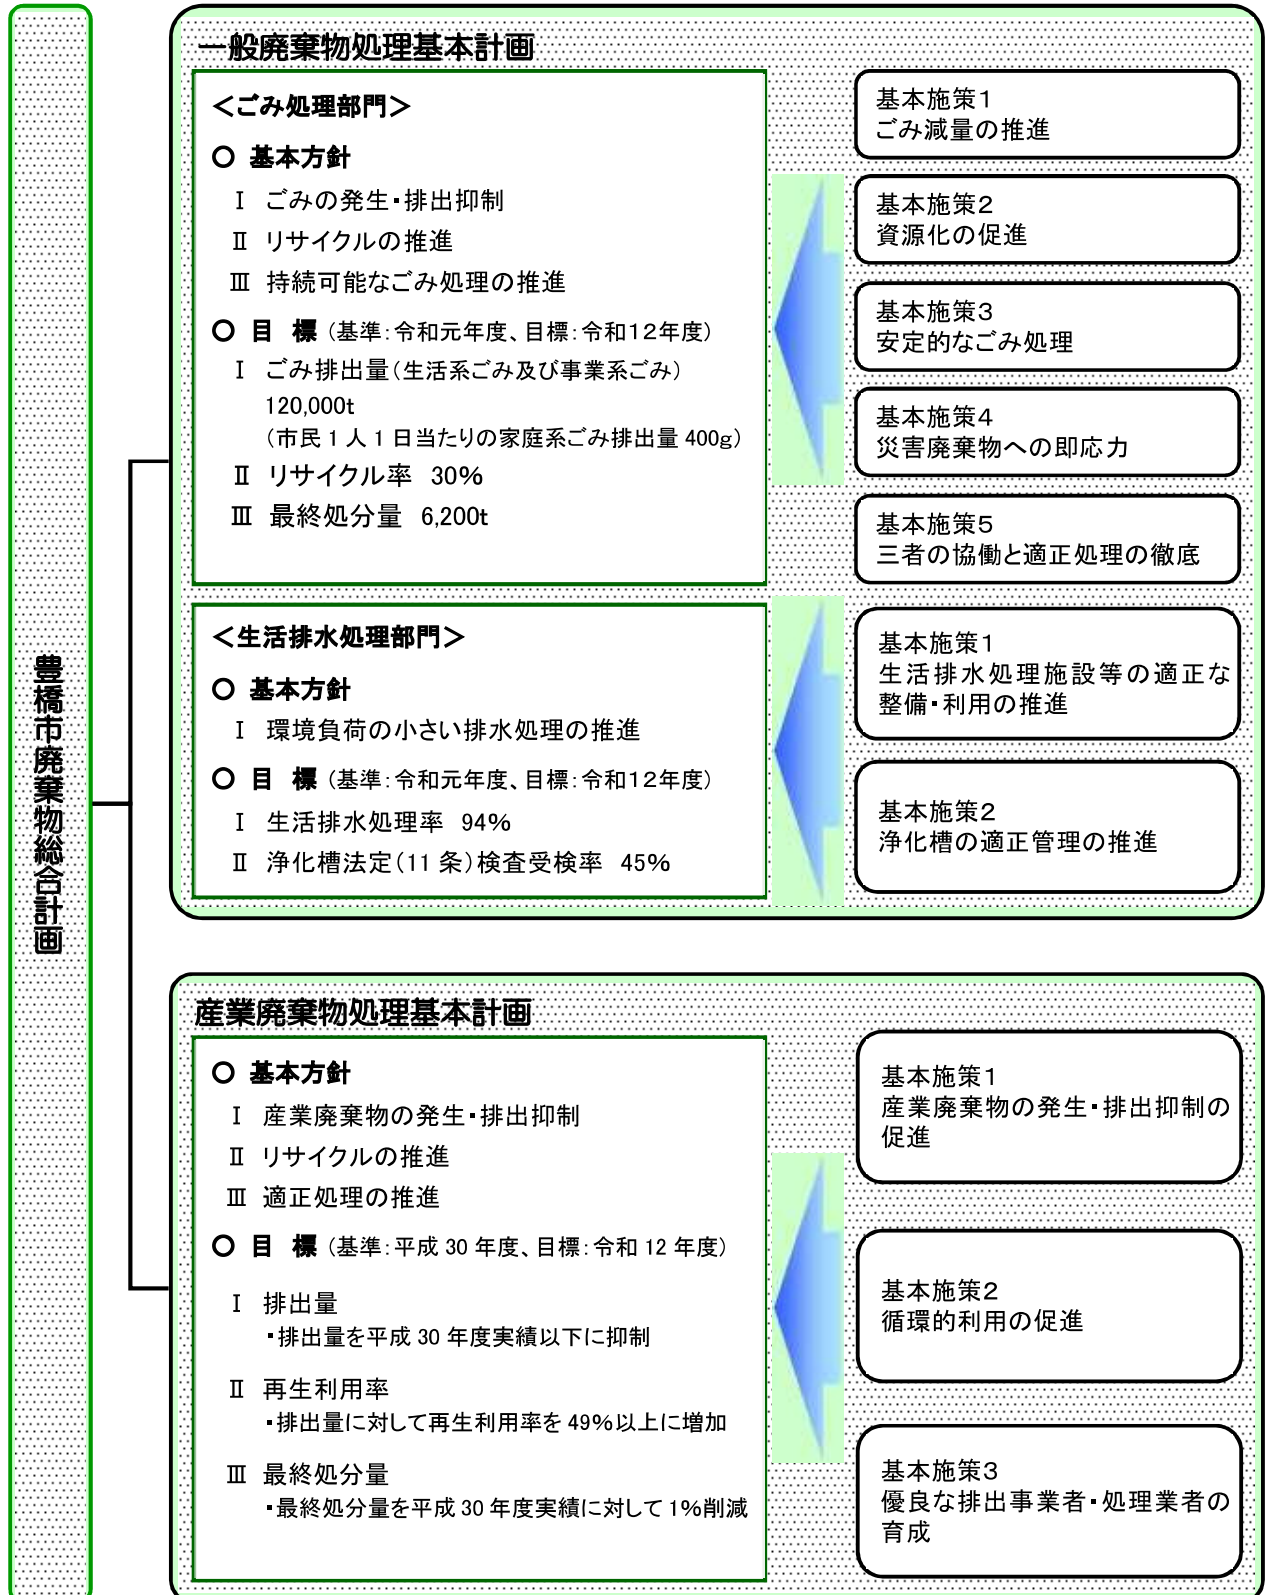 豊橋市廃棄物総合計画
一般廃棄物処理基本計画
＜ごみ処理部門＞
○ 基本方針
Ⅰ ごみの発生・排出抑制
Ⅱ リサイクルの推進
Ⅲ 持続可能なごみ処理の推進
○ 目 標（基準：令和元年度、目標：令和12年度）
Ⅰ ごみ排出量（生活系ごみ及び事業系ごみ）
120,000t
（市民１人１日当たりの家庭系ごみ排出量 400g）
Ⅱ リサイクル率 30%
Ⅲ 最終処分量 6,200t
基本施策1
ごみ減量の推進
基本施策2
資源化の促進
基本施策3
安定的なごみ処理
基本施策4
災害廃棄物への即応力
基本施策5
三者の協働と適正処理の徹底
＜生活排水処理部門＞
○ 基本方針
Ⅰ 環境負荷の小さい排水処理の推進
○ 目 標（基準：令和元年度、目標：令和12年度）
Ⅰ 生活排水処理率 94%
Ⅱ 浄化槽法定（11 条）検査受検率 45%
基本施策1
生活排水処理施設等の適正な
整備・利用の推進
基本施策2
浄化槽の適正管理の推進
産業廃棄物処理基本計画
○ 基本方針
Ⅰ 産業廃棄物の発生・排出抑制
Ⅱ リサイクルの推進
Ⅲ 適正処理の推進
○ 目 標（基準：平成 30 年度、目標：令和 12 年度）
Ⅰ 排出量
・排出量を平成 30 年度実績以下に抑制
Ⅱ 再生利用率
・排出量に対して再生利用率を 49%以上に増加
Ⅲ 最終処分量
・最終処分量を平成 30 年度実績に対して 1%削減
基本施策1
産業廃棄物の発生・排出抑制の
促進
基本施策2
循環的利用の促進
基本施策3
優良な排出事業者・処理業者の
育成